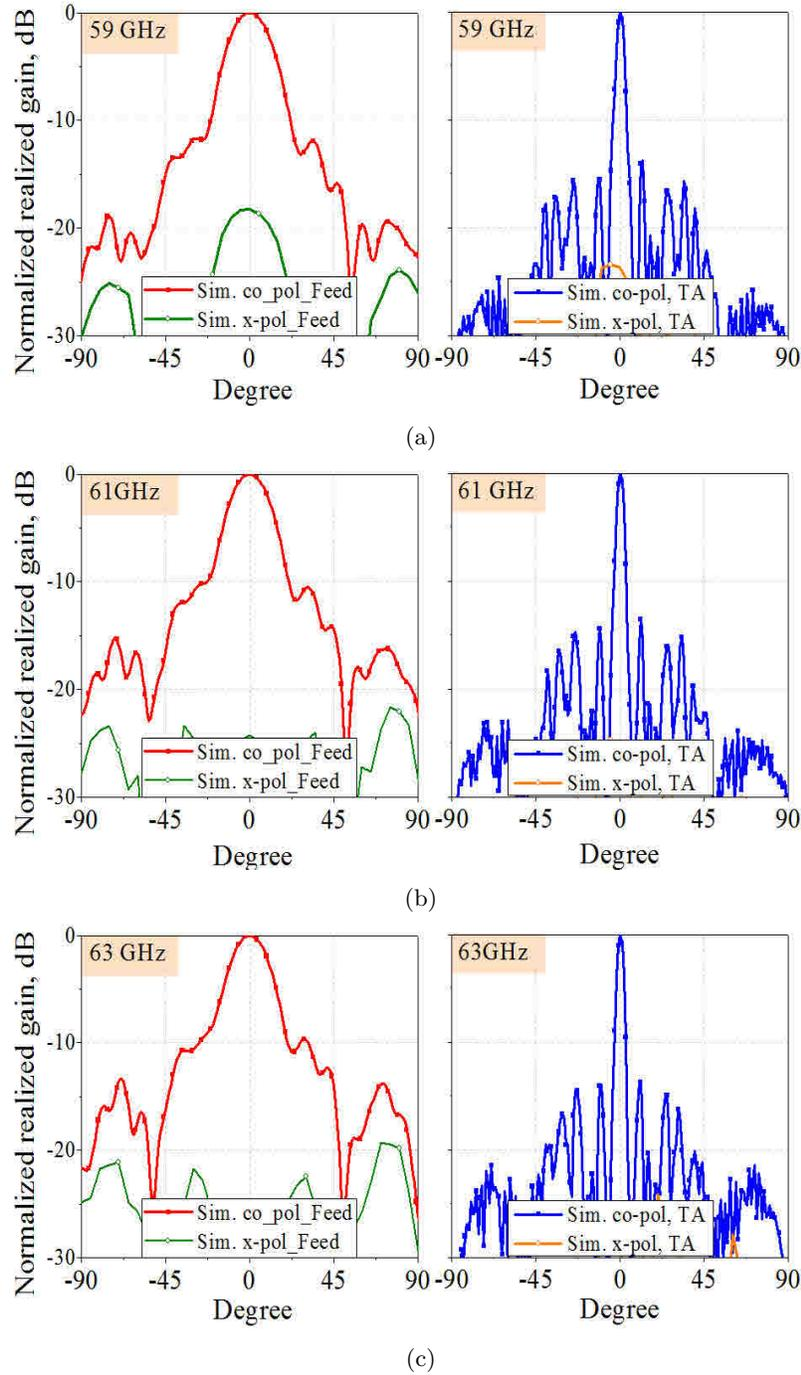 Normalized realized gain, dB
0
-10
-20
-30
59 GHz
Sim. co_pol_Feed
Sim. x-pol_Feed
-90 -45 0 45 90
Degree
59 GHz
Sim. co-pol, TA
Sim. x-pol, TA
-90 -45 0 45 90
Degree
(a)
Normalized realized gain, dB
0
-10
-20
-30
61GHz
Sim. co_pol_Feed
Sim. x-pol_Feed
-90 -45 0 45 90
Degree
61 GHz
Sim. co-pol, TA
Sim. x-pol, TA
-90 -45 0 45 90
Degree
(b)
Normalized realized gain, dB
0
-10
-20
-30
63 GHz
Sim. co_pol_Feed
Sim. x-pol_Feed
-90 -45 0 45 90
Degree
63GHz
Sim. co-pol, TA
Sim. x-pol, TA
-90 -45 0 45 90
Degree
(c)